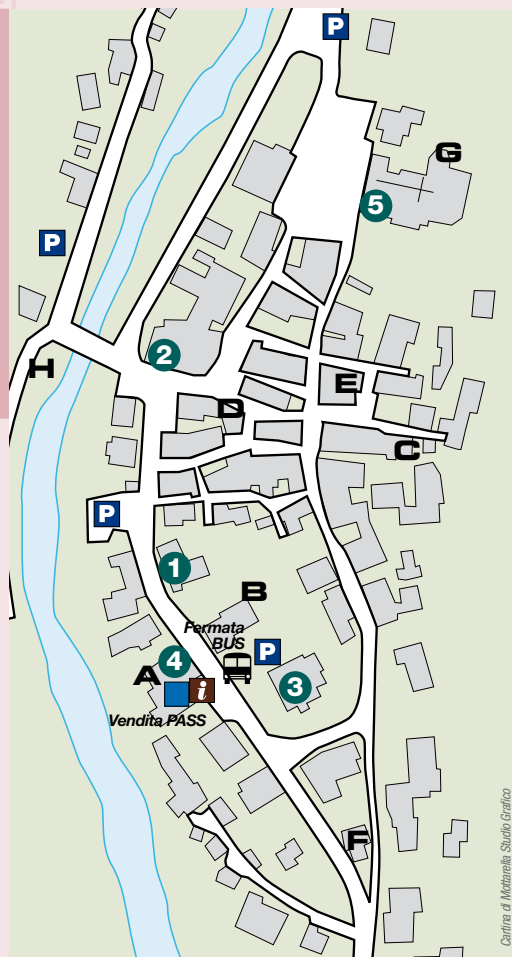 P
G
5
P
2
H
E
D
C
P
1
B
Fermata
BUS
P
4
A
i
3
Vendita PASS
F
Cartina di Mottarella Studio Grafico